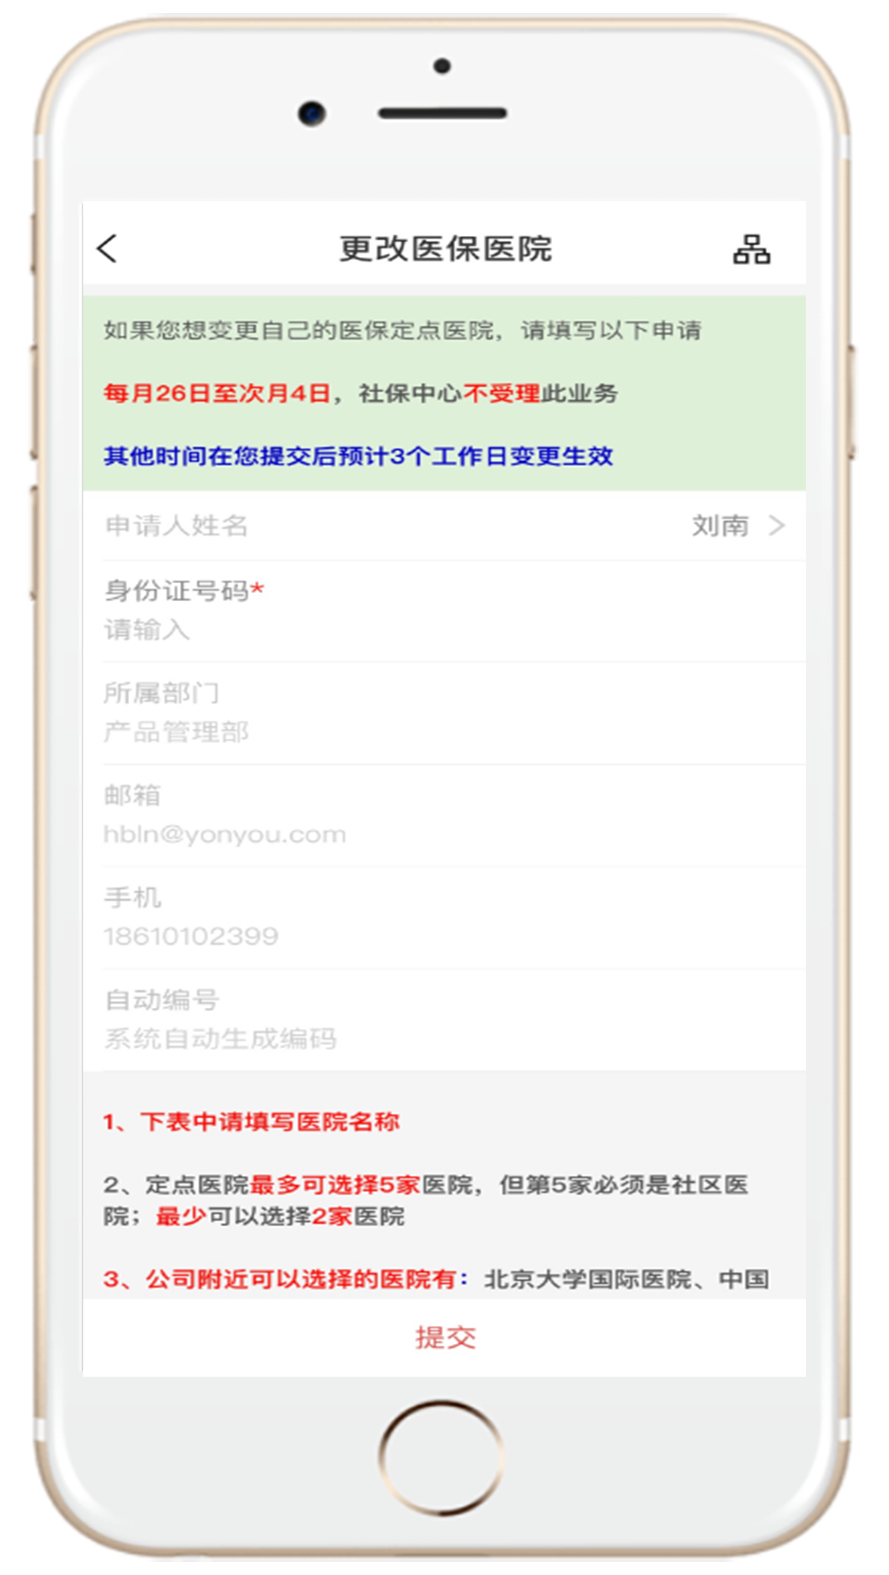 更改医保医院
如果您想变更自己的医保定点医院，请填写以下申请
每月26日至次月4日，社保中心不受理此业务
其他时间在您提交后预计3个工作日变更生效
申请人姓名 刘南
身份证号码*
请输入
所属部门
产品管理部
邮箱
hbln@yonyou.com
手机
18610102399
自动编号
系统自动生成编码
1、下表中请填写医院名称
2、定点医院最多可选择5家医院，但第5家必须是社区医
院；最少可以选择2家医院
3、公司附近可以选择的医院有：北京大学国际医院、中国
提交